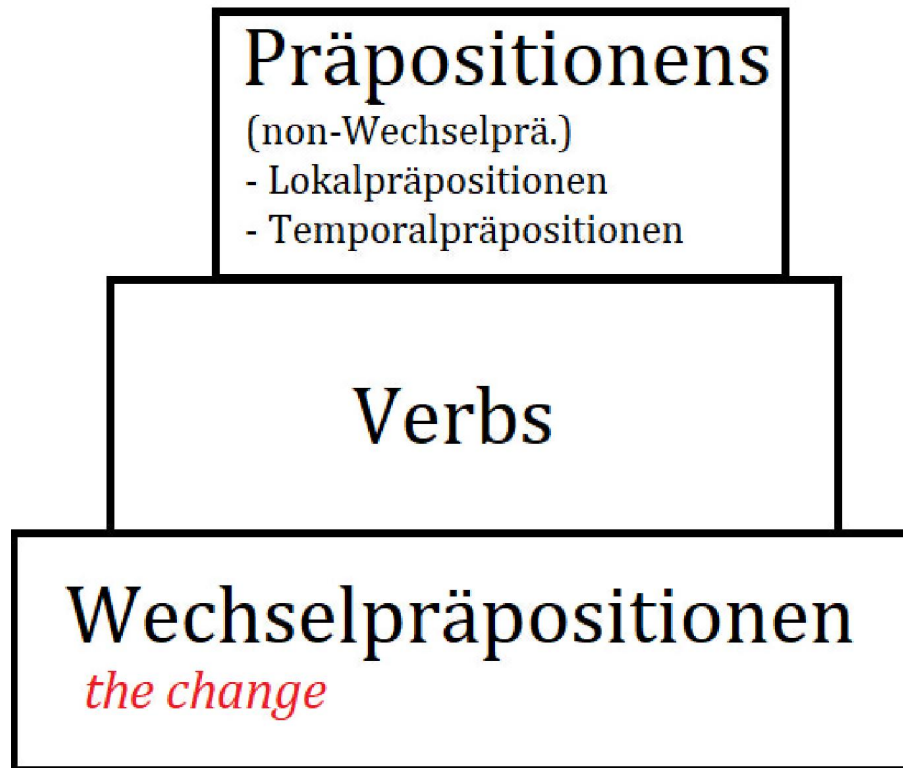 Präpositionens
(non-Wechselprä.)
- Lokalpräpositionen
- Temporalpräpositionen
Verbs
Wechselpräpositionen
the change